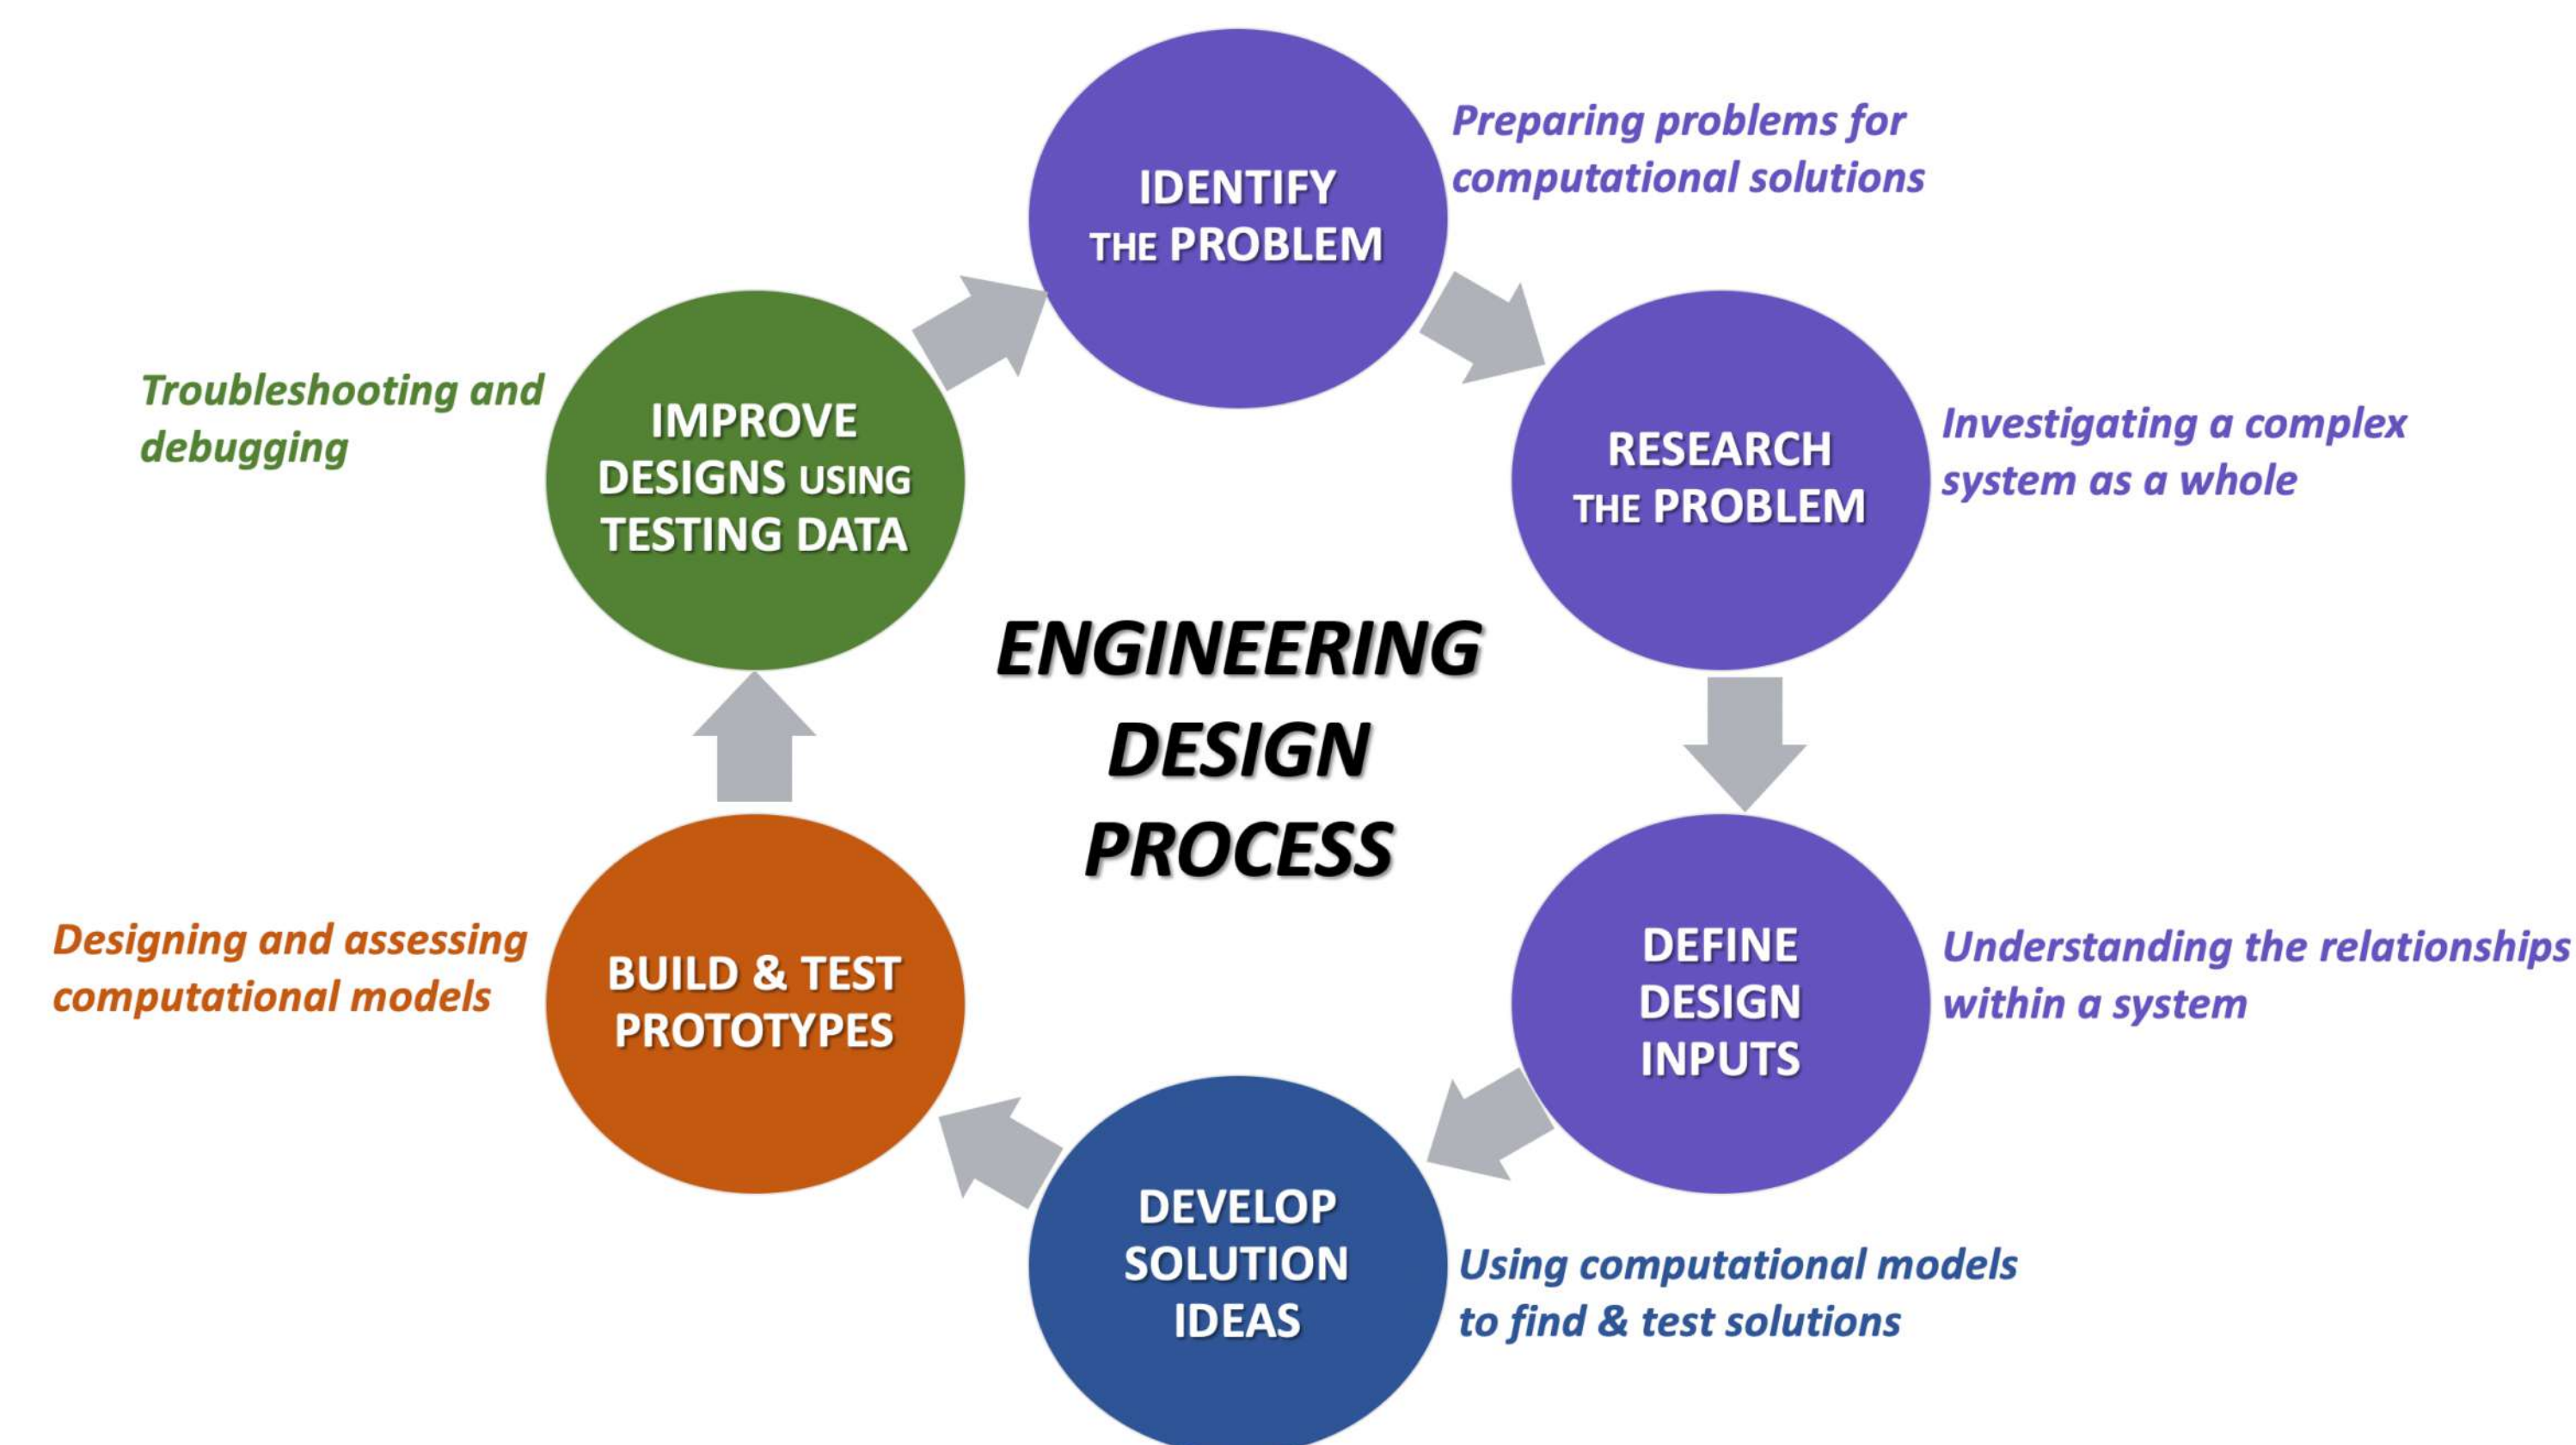 IDENTIFY
THE PROBLEM
Preparing problems for
computational solutions
RESEARCH
THE PROBLEM
Investigating a complex
system as a whole
DEFINE
DESIGN
INPUTS
Understanding the relationships
within a system
DEVELOP
SOLUTION
IDEAS
Using computational models
to find & test solutions
BUILD & TEST
PROTOTYPES
Designing and assessing
computational models
IMPROVE
DESIGNS USING
TESTING DATA
Troubleshooting and
debugging
ENGINEERING
DESIGN
PROCESS